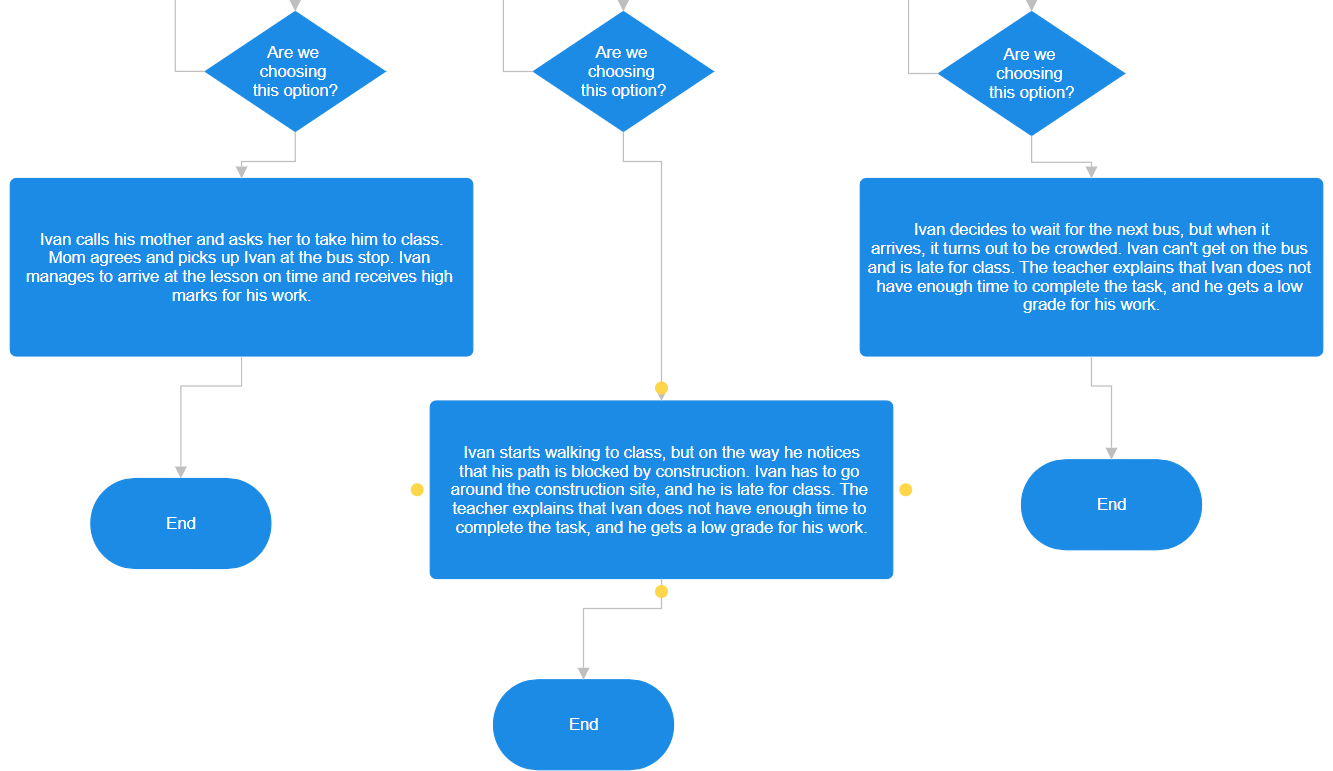 Are we
choosing
this option?
Are we
choosing
this option?
Are we
choosing
this option?
Ivan calls his mother and asks her to take him to class.
Mom agrees and picks up Ivan at the bus stop. Ivan
manages to arrive at the lesson on time and receives high
marks for his work.
Ivan decides to wait for the next bus, but when it
arrives, it turns out to be crowded. Ivan can't get on the bus
and is late for class. The teacher explains that Ivan does not
have enough time to complete the task, and he gets a low
grade for his work.
Ivan starts walking to class, but on the way he notices
that his path is blocked by construction. Ivan has to go
around the construction site, and he is late for class. The
teacher explains that Ivan does not have enough time to
complete the task, and he gets a low grade for his work.
End
End
End